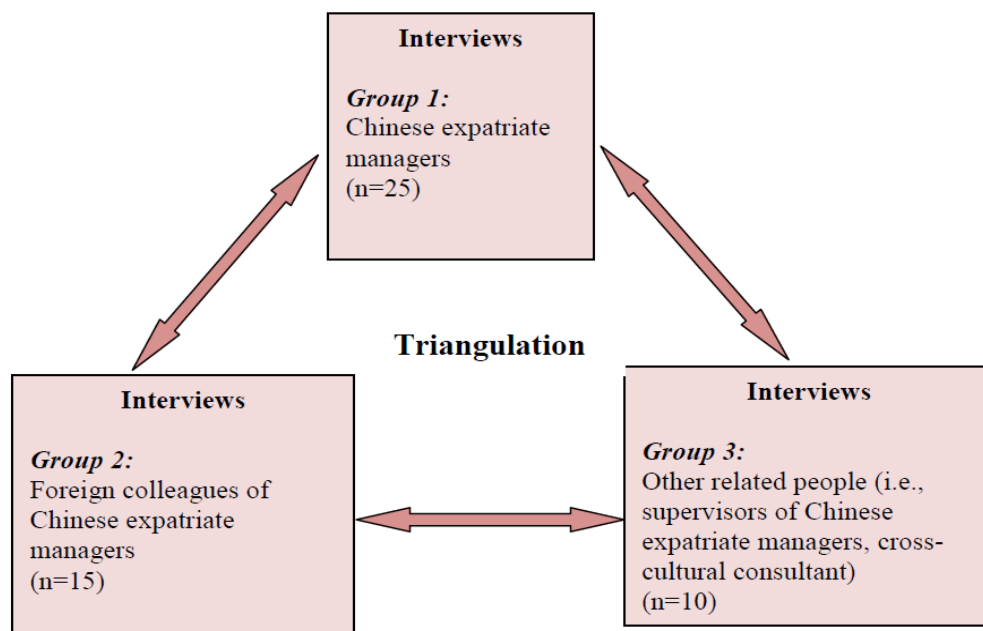 Interviews
Group 1:
Chinese expatriate
managers
(n=25)
Triangulation
Interviews
Group 2:
Foreign colleagues of
Chinese expatriate
managers
(n=15)
Interviews
Group 3:
Other related people (i.e.,
supervisors of Chinese
expatriate managers, cross-
cultural consultant)
(n=10)